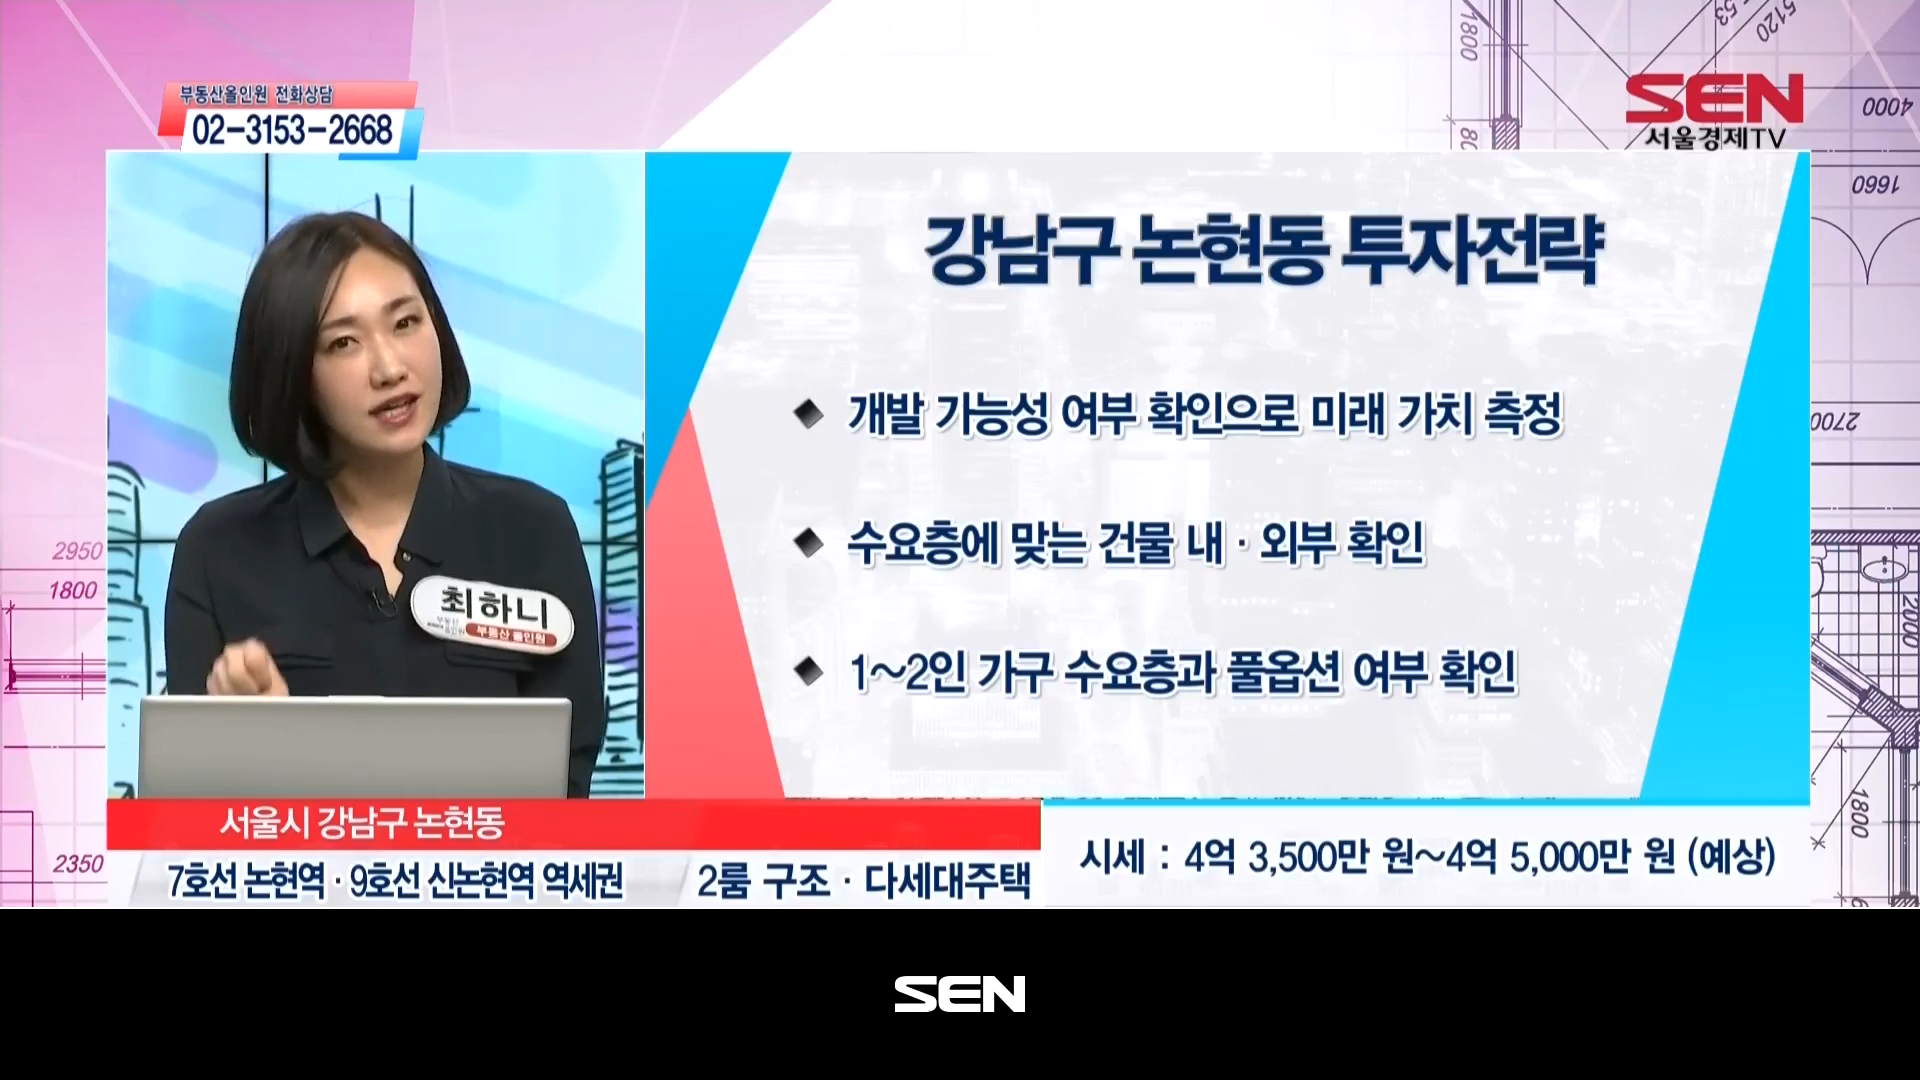 부동산올인원 전화상담
02-3153-2668
SEN
서울경제TV
강남구 논현동 투자전략
개발 가능성 여부 확인으로 미래 가치 측정
수요층에 맞는 건물 내 · 외부 확인
1~2인 가구 수요층과 풀옵션 여부 확인
최하니
부동산 올인원
서울시 강남구 논현동
7호선 논현역 · 9호선 신논현역 역세권
2룸 구조 · 다세대주택
시세 : 4억 3,500만 원~4억 5,000만 원 (예상)
SEN
1800
5120
4000
1660
2700
2000
1800
2950
1800
2350